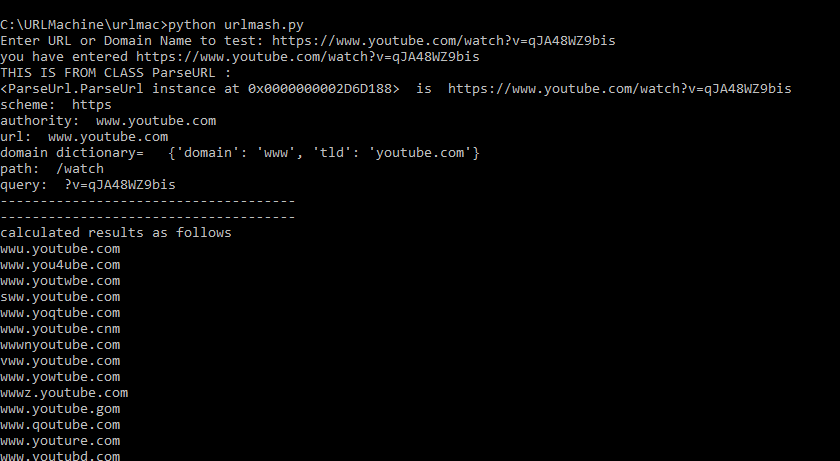 C:\URLMachine\urlmac>python urlmash.py
Enter URL or Domain Name to test: https://www.youtube.com/watch?v=qJA48WZ9bis
you have entered https://www.youtube.com/watch?v=qJA48WZ9bis
THIS IS FROM CLASS ParseURL :
<ParseUrl.ParseUrl instance at 0x0000000002D6D188>  is  https://www.youtube.com/watch?v=qJA48WZ9bis
scheme:  https
authority:  www.youtube.com
url:  www.youtube.com
domain dictionary=   {'domain': 'www', 'tld': 'youtube.com'}
path:  /watch
query:  ?v=qJA48WZ9bis
-------------------------------------
-------------------------------------
calculated results as follows
wwu.youtube.com
www.you4ube.com
www.youtwbe.com
sww.youtube.com
www.yoqtube.com
www.youtube.cnm
wwwnyoutube.com
vww.youtube.com
www.yowtube.com
wwwz.youtube.com
www.youtube.gom
www.qoutube.com
www.youture.com
www.youtubd.com